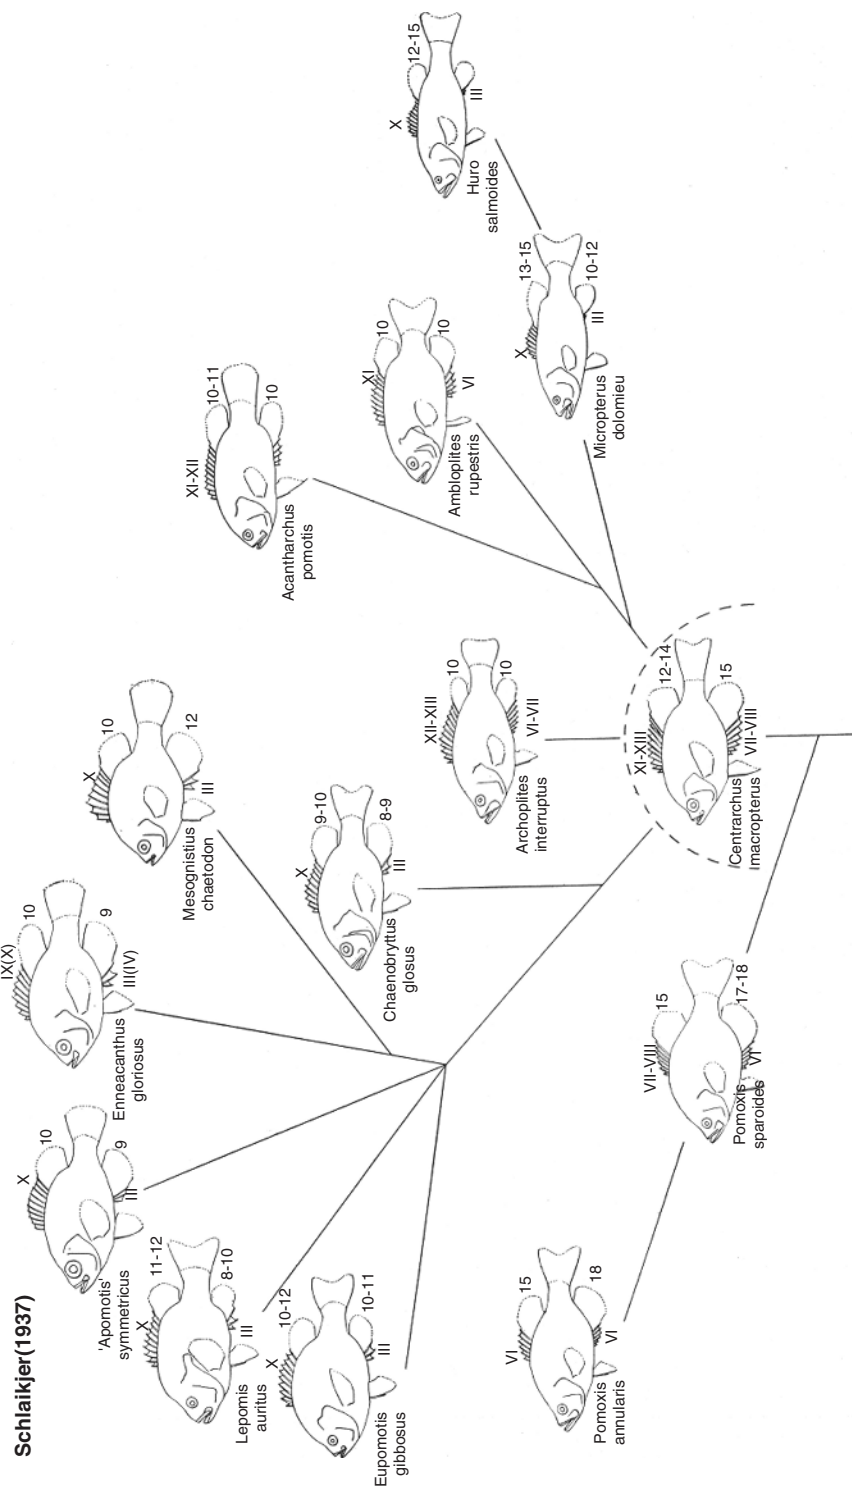 Schlaikjer(1937)
IX(X)
10
9
III(IV)
Enneacanthus
gloriosus
X
10
9
III
'Apomotis'
symmetricus
X
10
12
III
Mesognistius
chaetodon
X
11-12
8-10
III
Lepomis
auritus
X
10-12
10-11
III
Eupomotis
gibbosus
X
9-10
8-9
III
Chaenobryttus
glosus
XI-XII
10-11
10
Acantharchus
pomotis
XI
10
10
VI
Ambloplites
rupestris
X
12-15
III
Huro
salmoides
XII-XIII
10
10
VI-VII
Archoplites
interruptus
X
13-15
10-12
III
Micropterus
dolomieu
VI
15
18
VI
Pomoxis
annularis
VII-VIII
15
17-18
VI
Pomoxis
sparoides
XI-XIII
12-14
15
VII-VIII
Centrarchus
macropterus